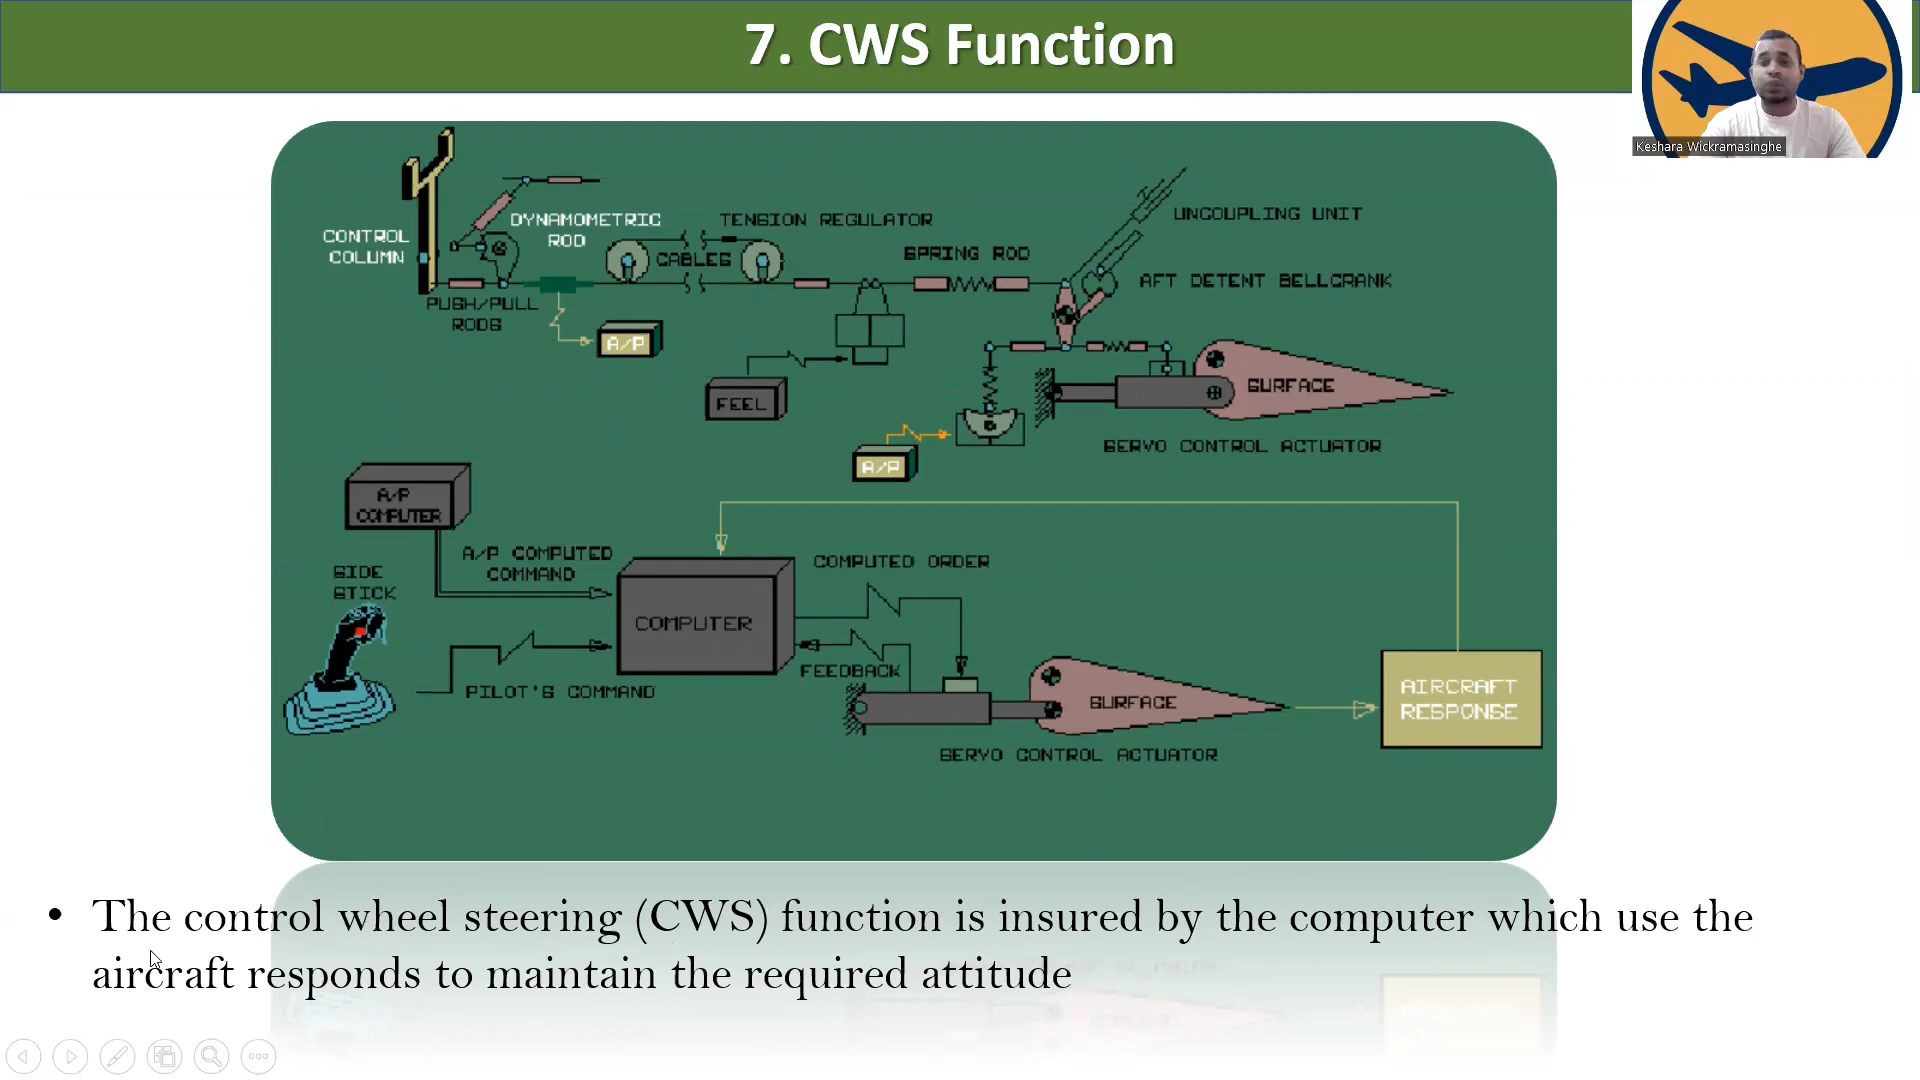 7. CWS Function
Keshara Wickramasinghe
CONTROL
COLUMN
DYNAMOMETRIC
ROD
TENSION REGULATOR
CABLES
PUSH/PULL
RODS
A/P
FEEL
SPRING ROD
UNCOUPLING UNIT
AFT DETENT BELLCRANK
SURFACE
SERVO CONTROL ACTUATOR
A/P
A/P
COMPUTER
A/P COMPUTED
COMMAND
SIDE
STICK
PILOT'S COMMAND
COMPUTER
COMPUTED ORDER
FEEDBACK
SURFACE
SERVO CONTROL ACTUATOR
AIRCRAFT
RESPONSE
• The control wheel steering (CWS) function is insured by the computer which use the
aircraft responds to maintain the required attitude